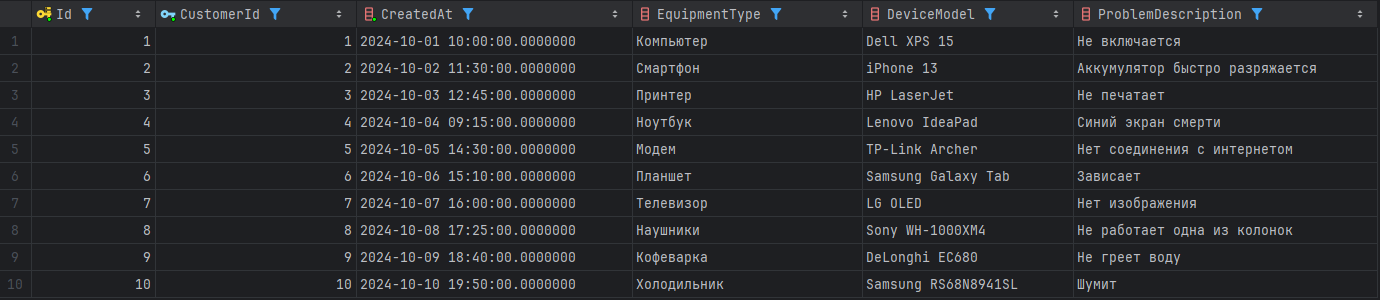 Id CustomerId CreatedAt EquipmentType DeviceModel ProblemDescription
1 1 1 2024-10-01 10:00:00.0000000 Компьютер Dell XPS 15 Не включается
2 2 2 2024-10-02 11:30:00.0000000 Смартфон iPhone 13 Аккумулятор быстро разряжается
3 3 3 2024-10-03 12:45:00.0000000 Принтер HP LaserJet Не печатает
4 4 4 2024-10-04 09:15:00.0000000 Ноутбук Lenovo IdeaPad Синий экран смерти
5 5 5 2024-10-05 14:30:00.0000000 Модем TP-Link Archer Нет соединения с интернетом
6 6 6 2024-10-06 15:10:00.0000000 Планшет Samsung Galaxy Tab Зависает
7 7 7 2024-10-07 16:00:00.0000000 Телевизор LG OLED Нет изображения
8 8 8 2024-10-08 17:25:00.0000000 Наушники Sony WH-1000XM4 Не работает одна из колонок
9 9 9 2024-10-09 18:40:00.0000000 Кофеварка DeLonghi EC680 Не греет воду
10 10 10 2024-10-10 19:50:00.0000000 Холодильник Samsung RS68N8941SL Шумит